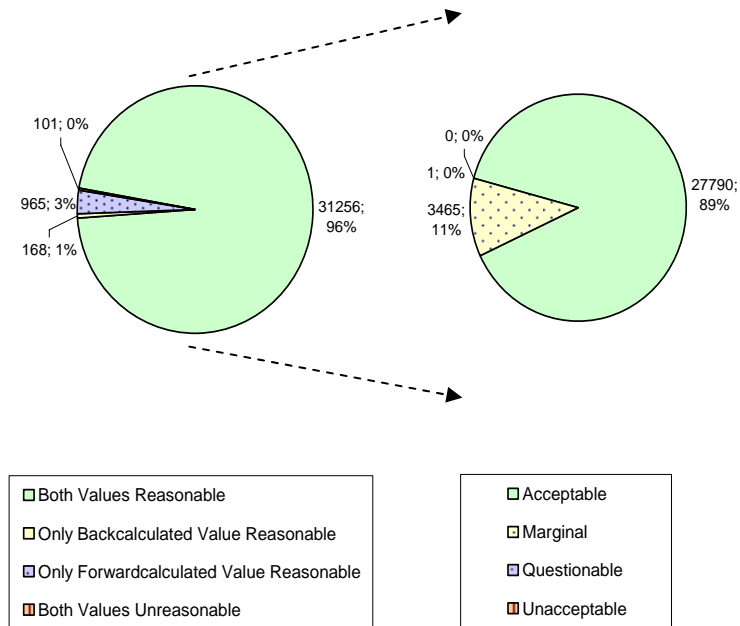 101; 0%
965; 3%
168; 1%
31256;
96%
0; 0%
1; 0%
3465;
11%
27790;
89%
Both Values Reasonable
Only Backcalculated Value Reasonable
Only Forwardcalculated Value Reasonable
Both Values Unreasonable
Acceptable
Marginal
Questionable
Unacceptable